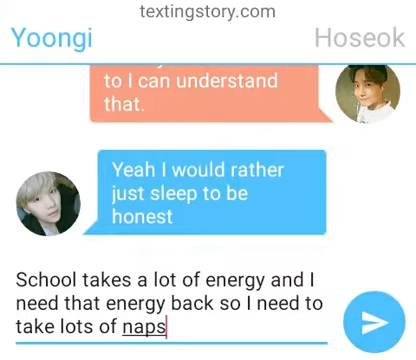 textingstory.com
Yoongi
Hoseok
to I can understand
that.
Yeah I would rather
just sleep to be
honest
School takes a lot of energy and I
need that energy back so I need to
take lots of naps